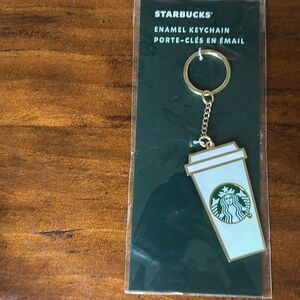 STARBUCKS®
ENAMEL KEYCHAIN
PORTE-CLÉS EN ÉMAIL